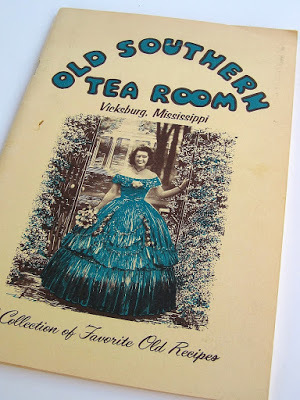 OLD SOUTHERN
TEA ROOM
Vicksburg, Mississippi
Collection of Favorite Old Recipes